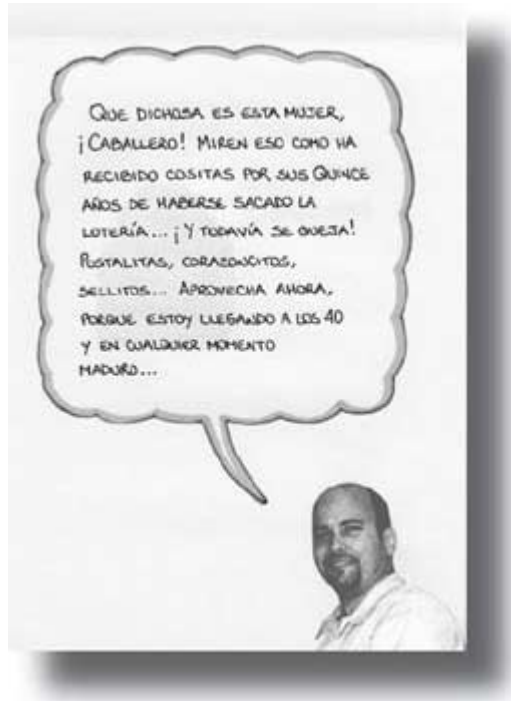 QUE DICHOSA ES ESTA MUJER,
¡CABALLERO! MIREN ESO COMO HA
RECIBIDO COSITAS POR SUS QUINCE
AÑOS DE HABERSE SACADO LA
LOTERÍA... ¡Y TODAVÍA SE QUEJA!
POSTALITAS, CORAZONCITOS,
SELLITOS... APROVECHA AHORA,
PORQUE ESTOY LLEGANDO A LOS 40
Y EN CUALQUIER MOMENTO
MADURO...